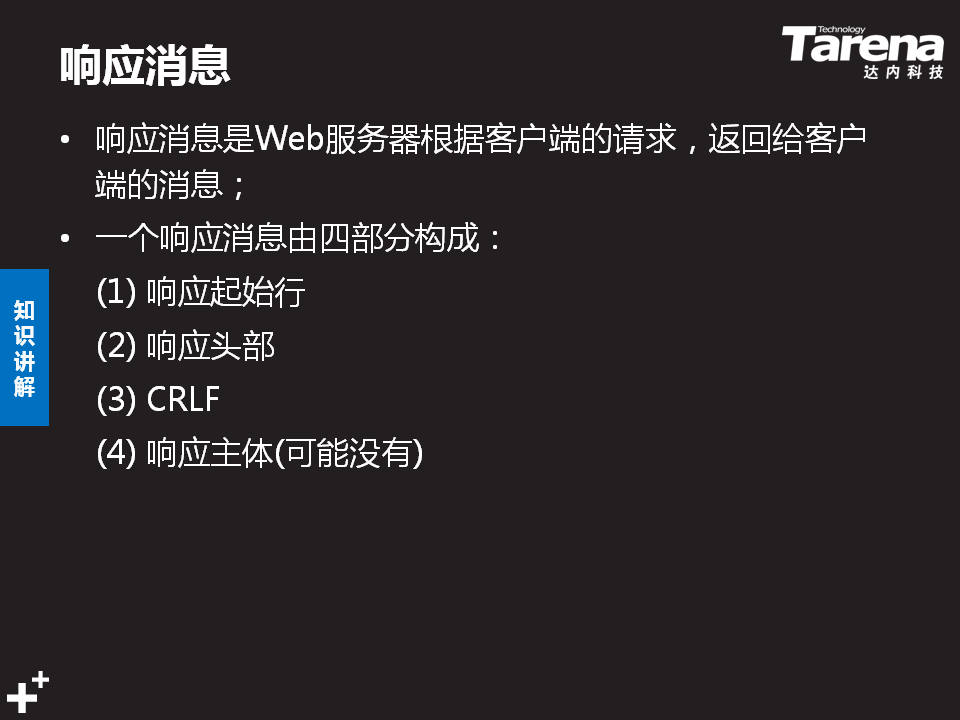 响应消息
Technology
Tarena
达内科技
• 响应消息是Web服务器根据客户端的请求，返回给客户
端的消息；
• 一个响应消息由四部分构成：
(1) 响应起始行
(2) 响应头部
(3) CRLF
(4) 响应主体(可能没有)
知识讲解